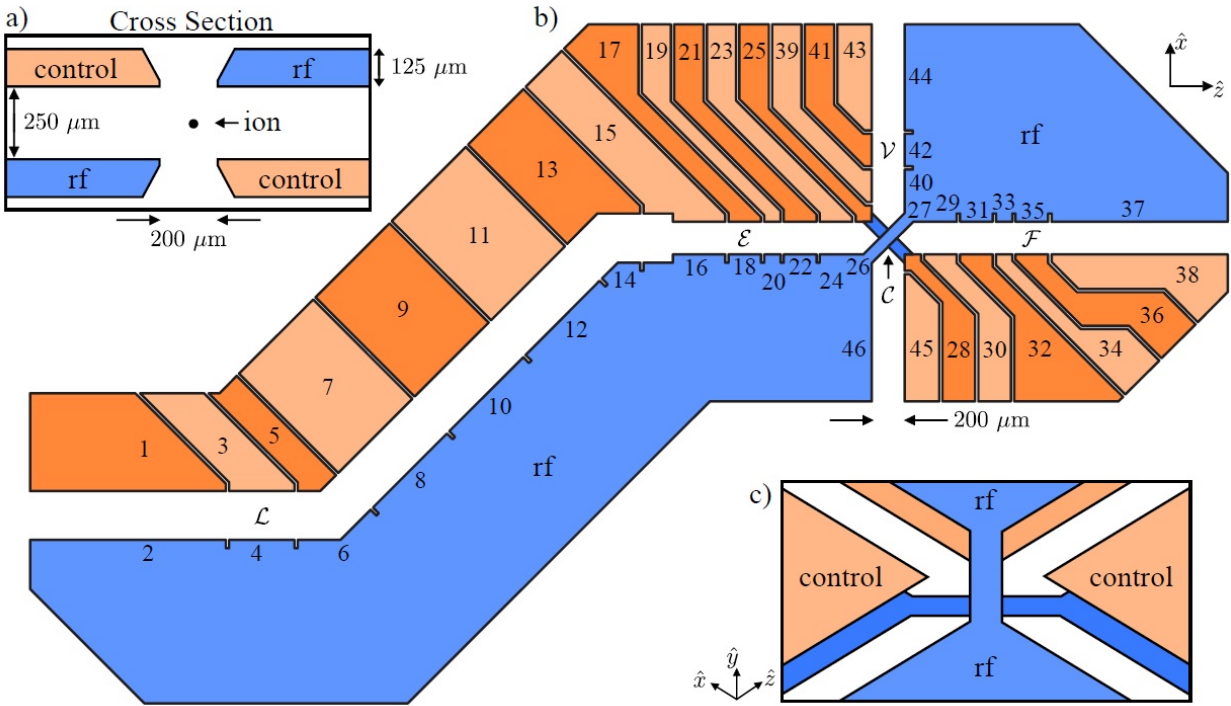 a)
Cross Section
control
rf
125 μm
250 μm
ion
rf
control
200 μm
b)
17 19 21 23 25 39 41 43
44
x̂
ẑ
rf
15
13
11
9
7
5
3
1
𝒱
42
40
27 29 31 33 35 37
ℰ
ℱ
16 18 20 22 24 26
𝒞
14
12
10
8
46
45 28 30 32 34 36 38
200 μm
rf
ℒ
2 4 6
c)
rf
control
control
rf
x̂ ŷ ẑ